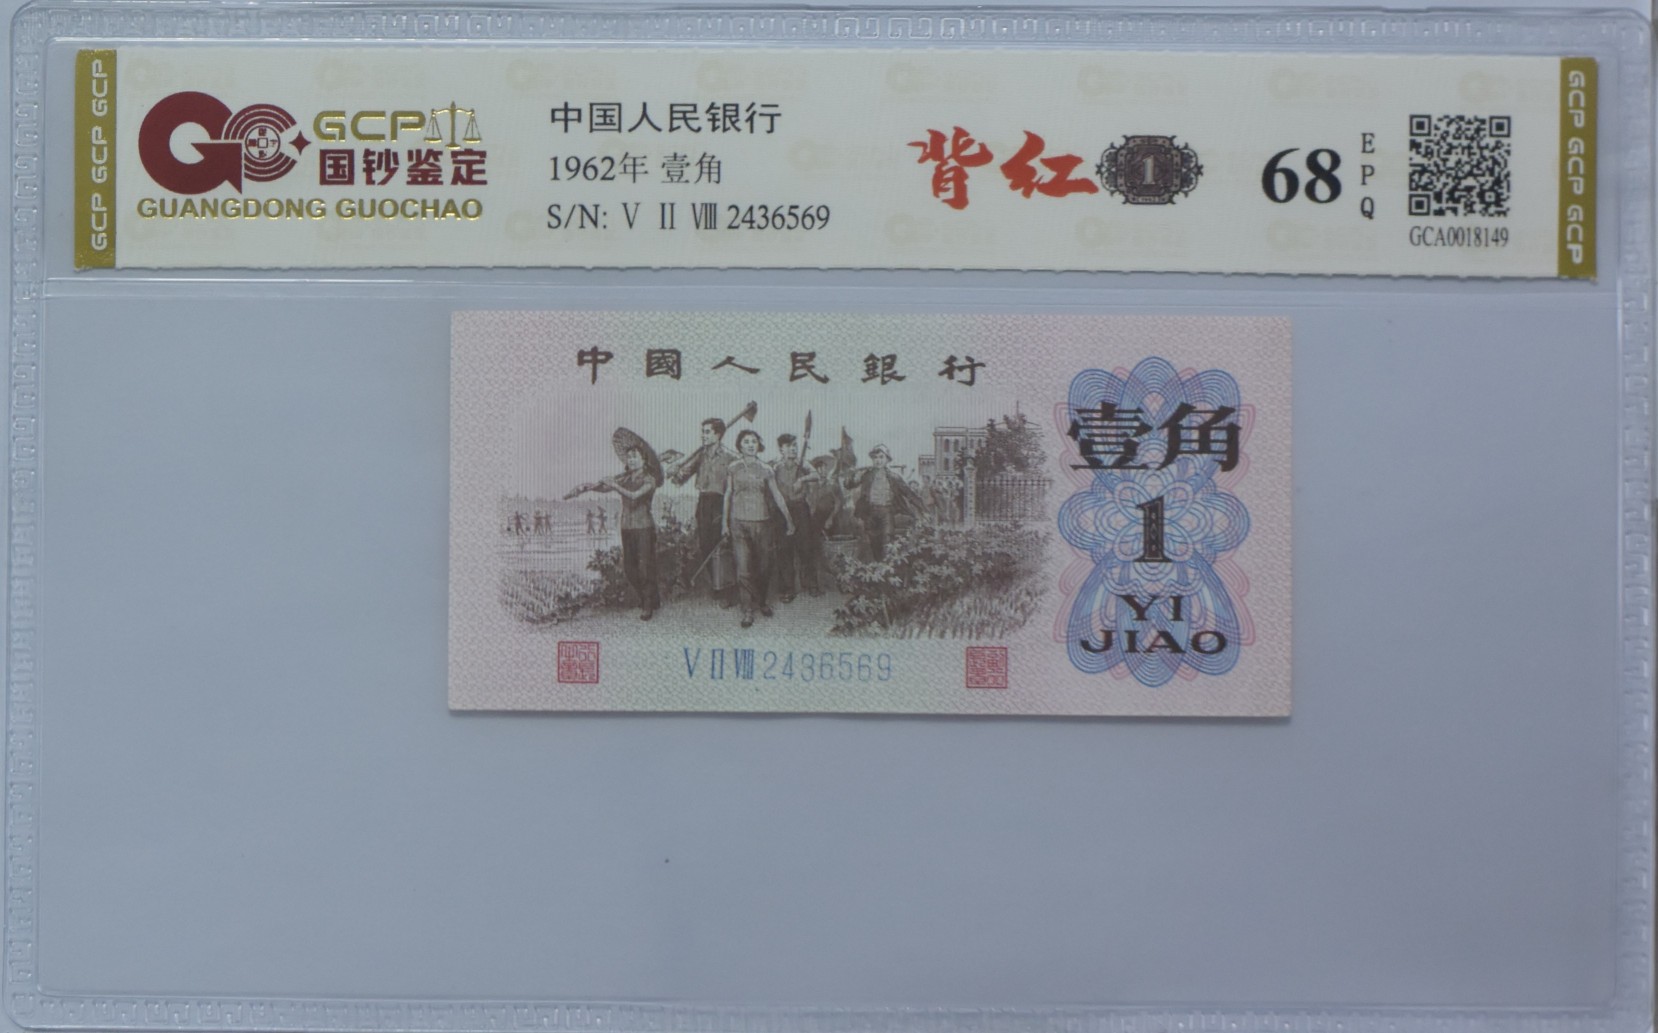 GCP GCP GCP
GCP
国钞鉴定
GUANGDONG GUOCHAO
中国人民银行
1962年 壹角
S/N: Ⅴ Ⅱ Ⅷ 2436569
背红
1
68
EPQ
GCA0018149
GCP GCP GCP
中國人民銀行
壹角
1
YI
JIAO
Ⅴ Ⅱ Ⅷ 2436569